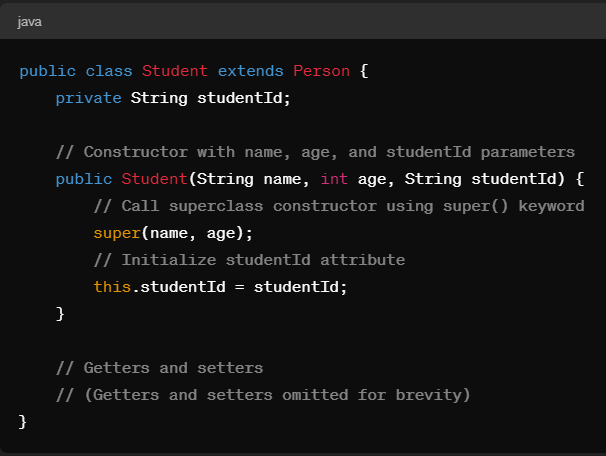 java
public class Student extends Person {
    private String studentId;

    // Constructor with name, age, and studentId parameters
    public Student(String name, int age, String studentId) {
        // Call superclass constructor using super() keyword
        super(name, age);
        // Initialize studentId attribute
        this.studentId = studentId;
    }

    // Getters and setters
    // (Getters and setters omitted for brevity)
}